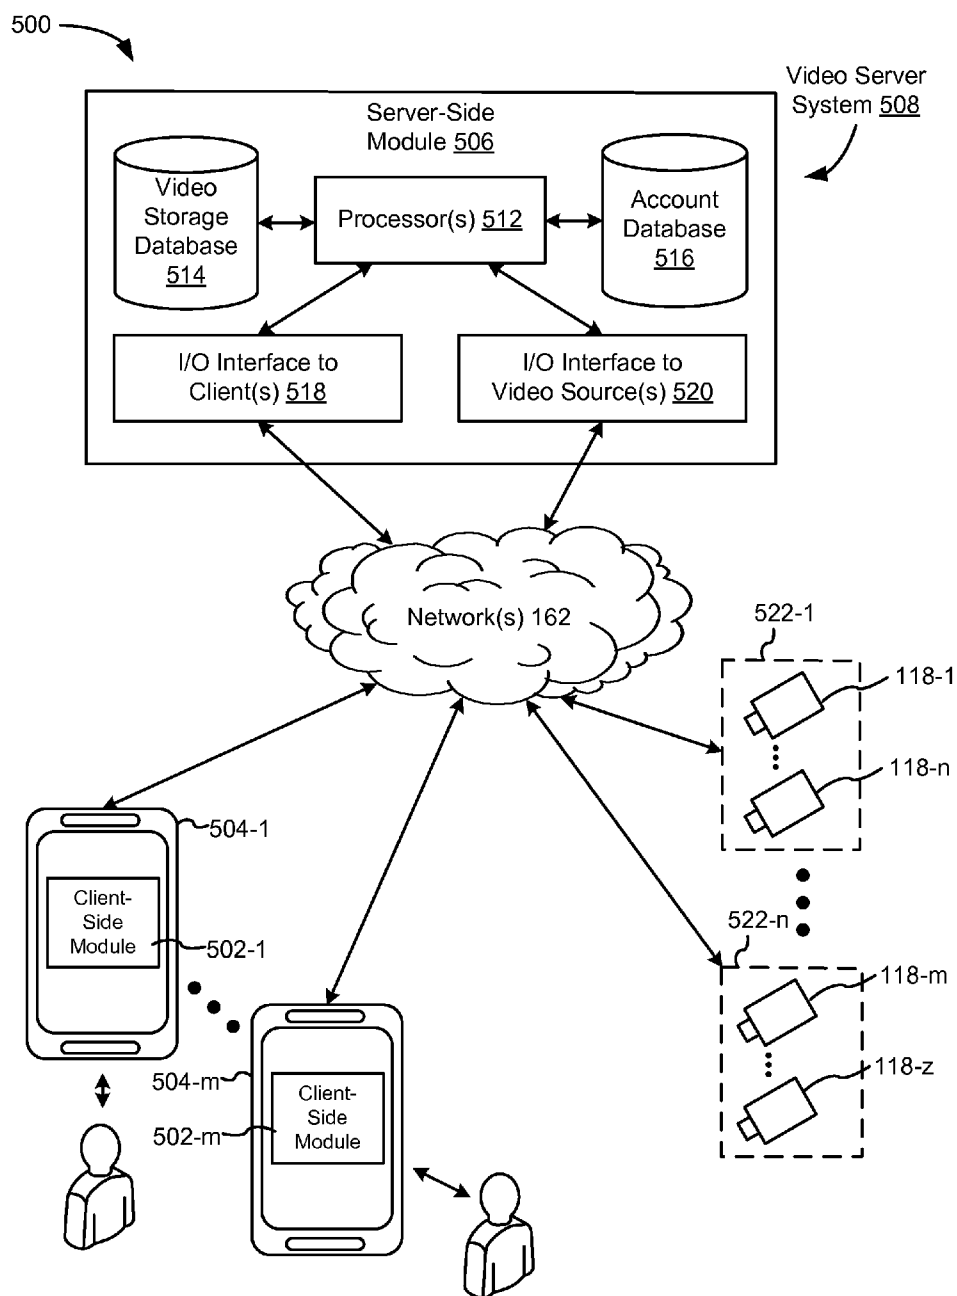 500
Video Server
System 508
Server-Side
Module 506
Video
Storage
Database
514
Processor(s) 512
Account
Database
516
I/O Interface to
Client(s) 518
I/O Interface to
Video Source(s) 520
Network(s) 162
522-1
118-1
118-n
504-1
Client-
Side
Module
502-1
522-n
118-m
118-z
504-m
Client-
Side
Module
502-m